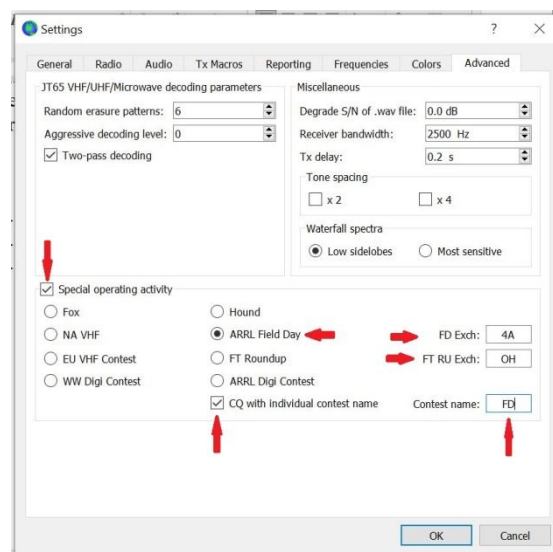 Settings ? ×
General Radio Audio Tx Macros Reporting Frequencies Colors Advanced
JT65 VHF/UHF/Microwave decoding parameters
Random erasure patterns: 6
Aggressive decoding level: 0
Two-pass decoding
Miscellaneous
Degrade S/N of .wav file: 0.0 dB
Receiver bandwidth: 2500 Hz
Tx delay: 0.2 s
Tone spacing
x 2 x 4
Waterfall spectra
Low sidelobes Most sensitive
Special operating activity
Fox Hound
NA VHF ARRL Field Day FD Exch: 4A
EU VHF Contest FT Roundup FT RU Exch: OH
WW Digi Contest ARRL Digi Contest
CQ with individual contest name Contest name: FD
OK Cancel